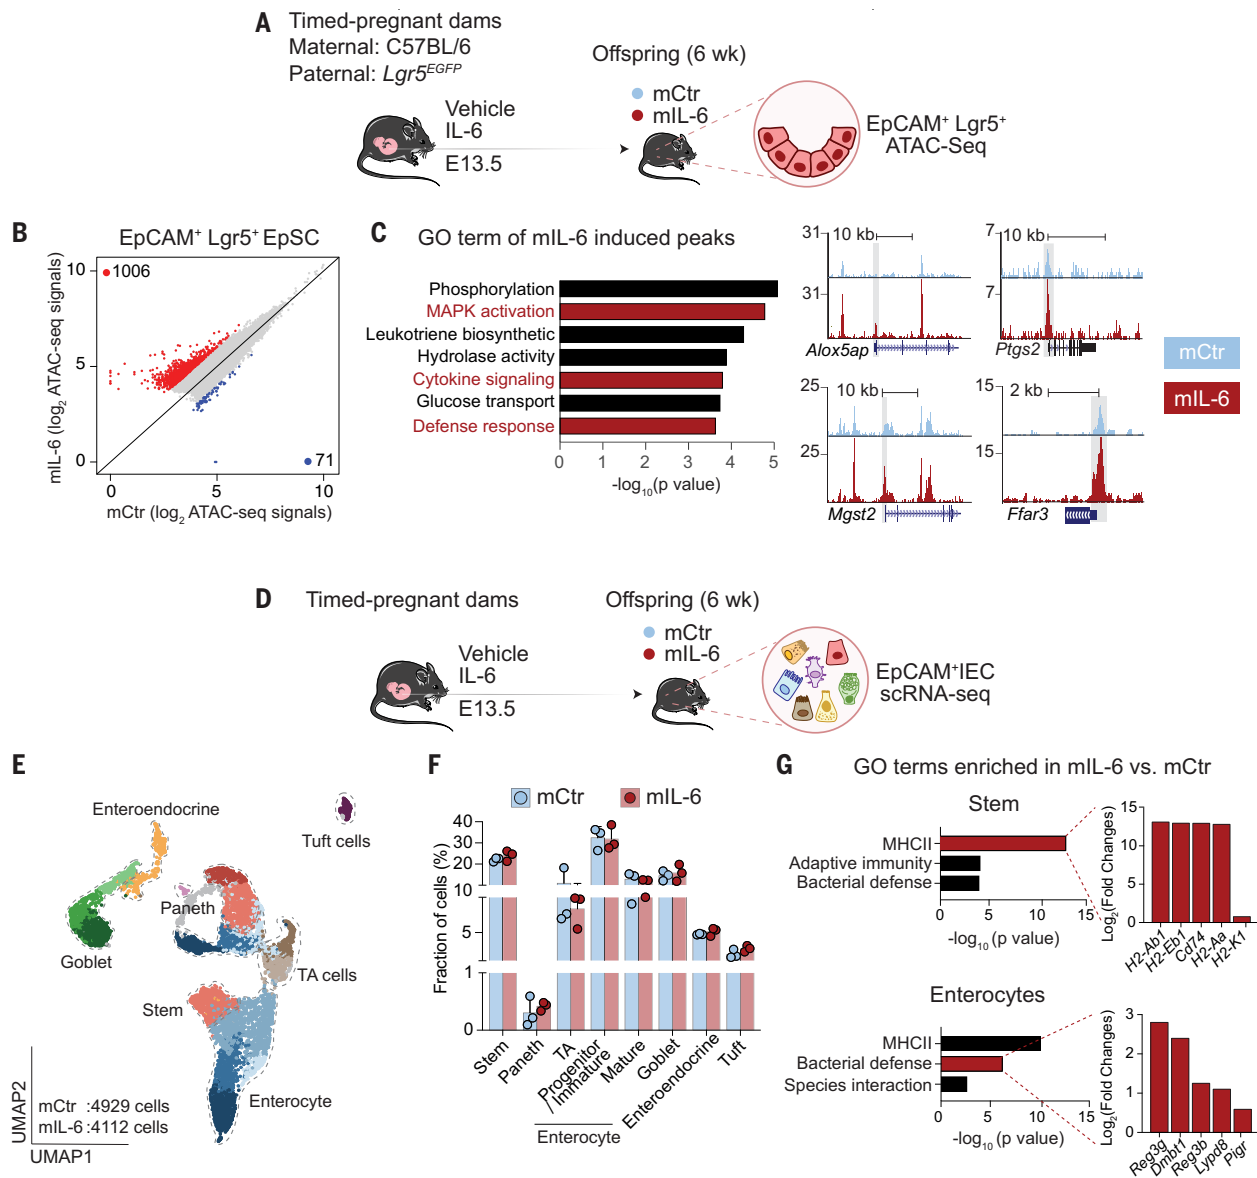 A
Timed-pregnant dams
Maternal: C57BL/6
Paternal: Lgr5^EGFP
Vehicle
IL-6
E13.5
Offspring (6 wk)
mCtr
mIL-6
EpCAM⁺ Lgr5⁺
ATAC-Seq
B
EpCAM⁺ Lgr5⁺ EpSC
mIL-6 (log₂ ATAC-seq signals)
10
5
0
1006
71
0
5
10
mCtr (log₂ ATAC-seq signals)
C
GO term of mIL-6 induced peaks
Phosphorylation
MAPK activation
Leukotriene biosynthetic
Hydrolase activity
Cytokine signaling
Glucose transport
Defense response
0 1 2 3 4 5
-log₁₀(p value)
31
10 kb
31
Alox5ap
7
10 kb
7
Ptgs2
25
10 kb
25
Mgst2
15
2 kb
15
Ffar3
mCtr
mIL-6
D
Timed-pregnant dams
Vehicle
IL-6
E13.5
Offspring (6 wk)
mCtr
mIL-6
EpCAM⁺IEC
scRNA-seq
E
Enteroendocrine
Tuft cells
Paneth
Goblet
TA cells
Stem
Enterocyte
mCtr :4929 cells
mIL-6 :4112 cells
UMAP2
UMAP1
F
mCtr
mIL-6
Fraction of cells (%)
40
30
20
10
5
1
0
Stem
Paneth
TA
Progenitor
/ Immature
Mature
Goblet
Enteroendocrine
Tuft
Enterocyte
G
GO terms enriched in mIL-6 vs. mCtr
Stem
MHCII
Adaptive immunity
Bacterial defense
0 5 10 15
-log₁₀ (p value)
Log₂(Fold Changes)
15
10
5
0
H2-Ab1
H2-Eb1
Cd74
H2-Aa
H2-K1
Enterocytes
MHCII
Bacterial defense
Species interaction
0 5 10 15
-log₁₀ (p value)
Log₂(Fold Changes)
3
2
1
0
Reg3g
Dmbt1
Reg3b
Lypd8
Pigr